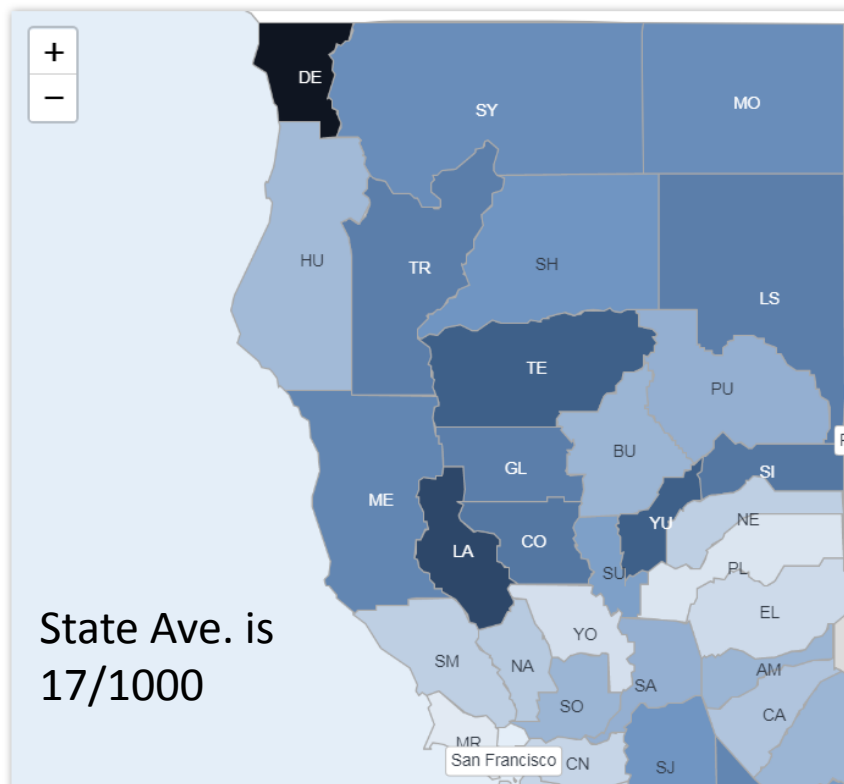 +
−
DE
SY
MO
HU
TR
SH
LS
TE
PU
BU
GL
SI
ME
YU
NE
LA
CO
SU
PL
EL
State Ave. is
17/1000
YO
SM
NA
SA
AM
SO
CA
MR
San Francisco
CN
SJ